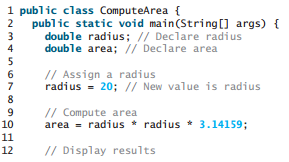 1 public class ComputeArea {
2 public static void main(String[] args) {
3 double radius; // Declare radius
4 double area; // Declare area
5
6 // Assign a radius
7 radius = 20; // New value is radius
8
9 // Compute area
10 area = radius * radius * 3.14159;
11
12 // Display results